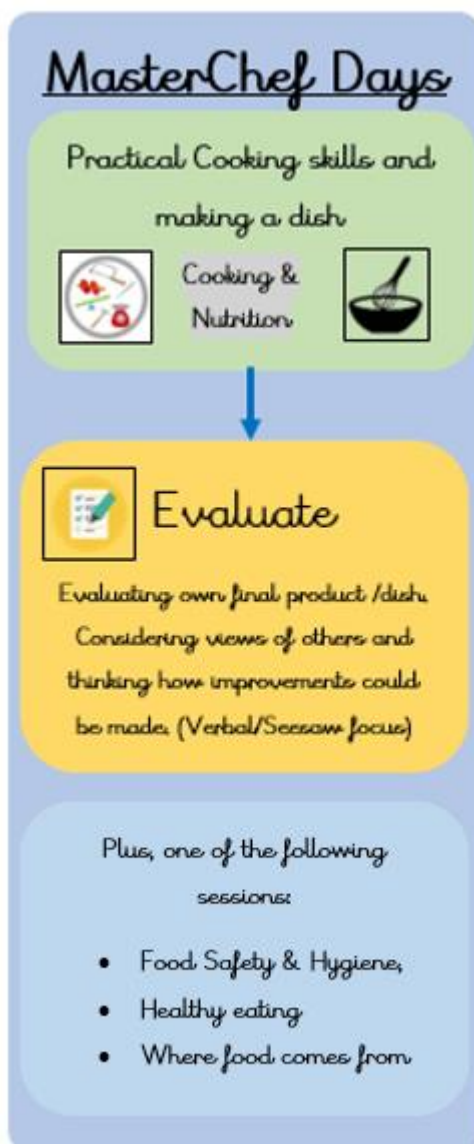 MasterChef Days
Practical Cooking skills and
making a dish
Cooking &
Nutrition
Evaluate
Evaluating own final product /dish.
Considering views of others and
thinking how improvements could
be made. (Verbal/Seesaw focus)
Plus, one of the following
sessions:
• Food Safety & Hygiene,
• Healthy eating
• Where food comes from